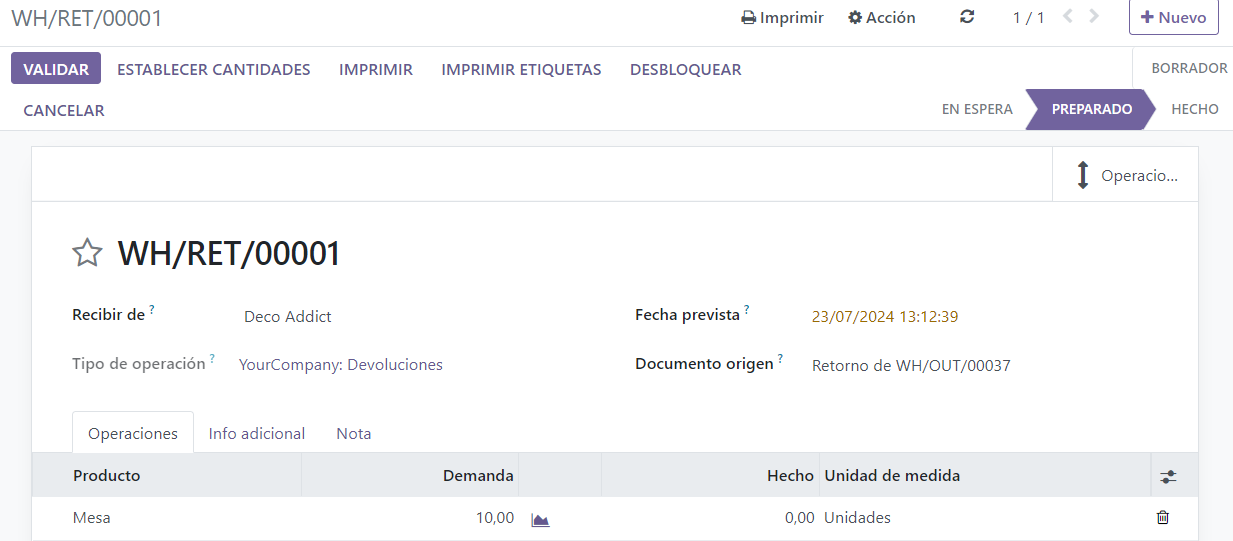 WH/RET/00001
Imprimir Acción 1 / 1 + Nuevo
VALIDAR ESTABLECER CANTIDADES IMPRIMIR IMPRIMIR ETIQUETAS DESBLOQUEAR BORRADOR
CANCELAR EN ESPERA PREPARADO HECHO
Operacio...
WH/RET/00001
Recibir de ? Deco Addict Fecha prevista ? 23/07/2024 13:12:39
Tipo de operación ? YourCompany: Devoluciones Documento origen ? Retorno de WH/OUT/00037
Operaciones Info adicional Nota
Producto Demanda Hecho Unidad de medida
Mesa 10,00 0,00 Unidades